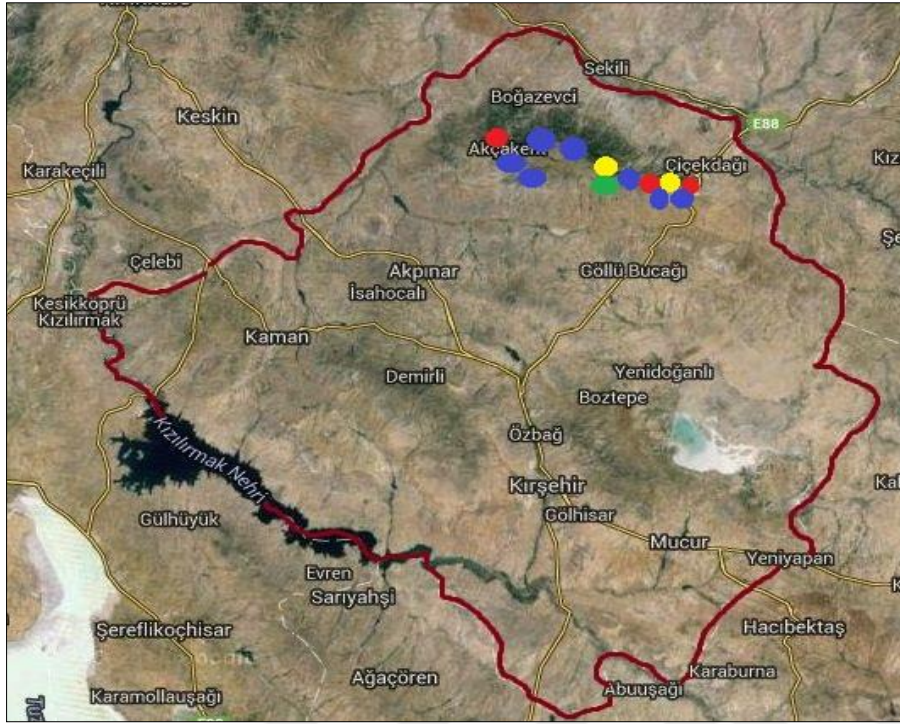 Sekili
Boğazevci
Keskin
E88
Akçakent
Karakeçili
Çiçekdağı
Çelebi
Akpınar
Göllü Bucağı
İsahocalı
Kesikköprü
Kızılırmak
Kaman
Demirli
Yenidoğanlı
Boztepe
Kızılırmak Nehri
Özbağ
Kırşehir
Gülhüyük
Gölhisar
Mucur
Yeniyapan
Evren
Sarıyahşi
Şereflikoçhisar
Hacıbektaş
Ağaçören
Karaburna
Abuuşağı
Karamollauşağı